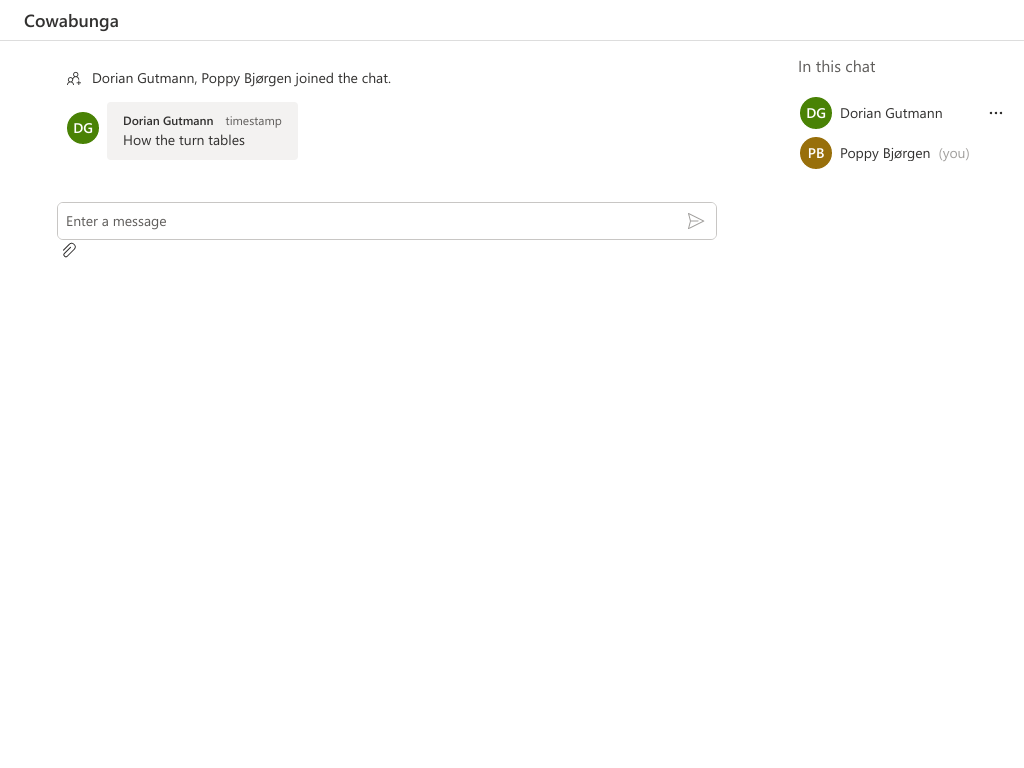 Cowabunga
Dorian Gutmann, Poppy Bjørgen joined the chat.
DG
Dorian Gutmann timestamp
How the turn tables
Enter a message
In this chat
DG Dorian Gutmann
PB Poppy Bjørgen (you)